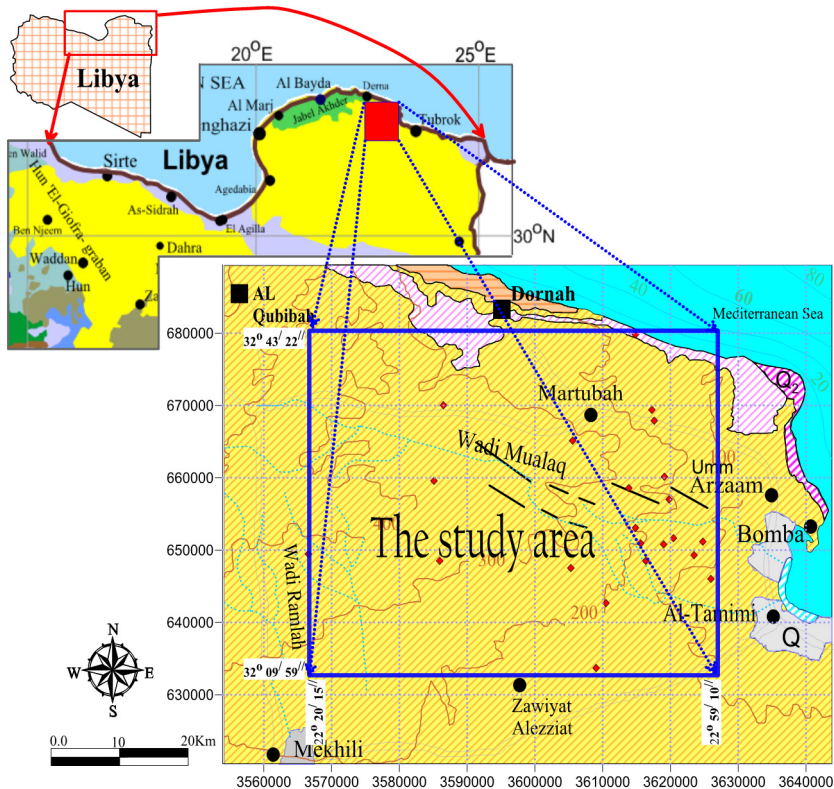 Libya
20°E
25°E
N SEA
Al Bayda
Derna
Al Marj
Jabel Akhder
nghazi
Tubrok
en Walid
Libya
Sirte
Hun 'El-Giofra- graban
Agedabia
As-Sidrah
Ben Njeem
El Agilla
30°N
Dahra
Waddan
Hun
Za
AL
Qubibah
Dornah
20
40
60
80
Mediterranean Sea
20
32° 43/ 22//
Q2
Martubah
100
Wadi Mualaq
Umm
Arzaam
The study area
Bomba
300
Wadi Ramlah
200
Al-Tamimi
Q
32° 09/ 59//
22° 20/ 15//
22° 59/ 10//
Zawiyat
Alezziat
Mekhili
N
W E
S
0.0 10 20Km
680000
670000
660000
650000
640000
630000
3560000 3570000 3580000 3590000 3600000 3610000 3620000 3630000 3640000